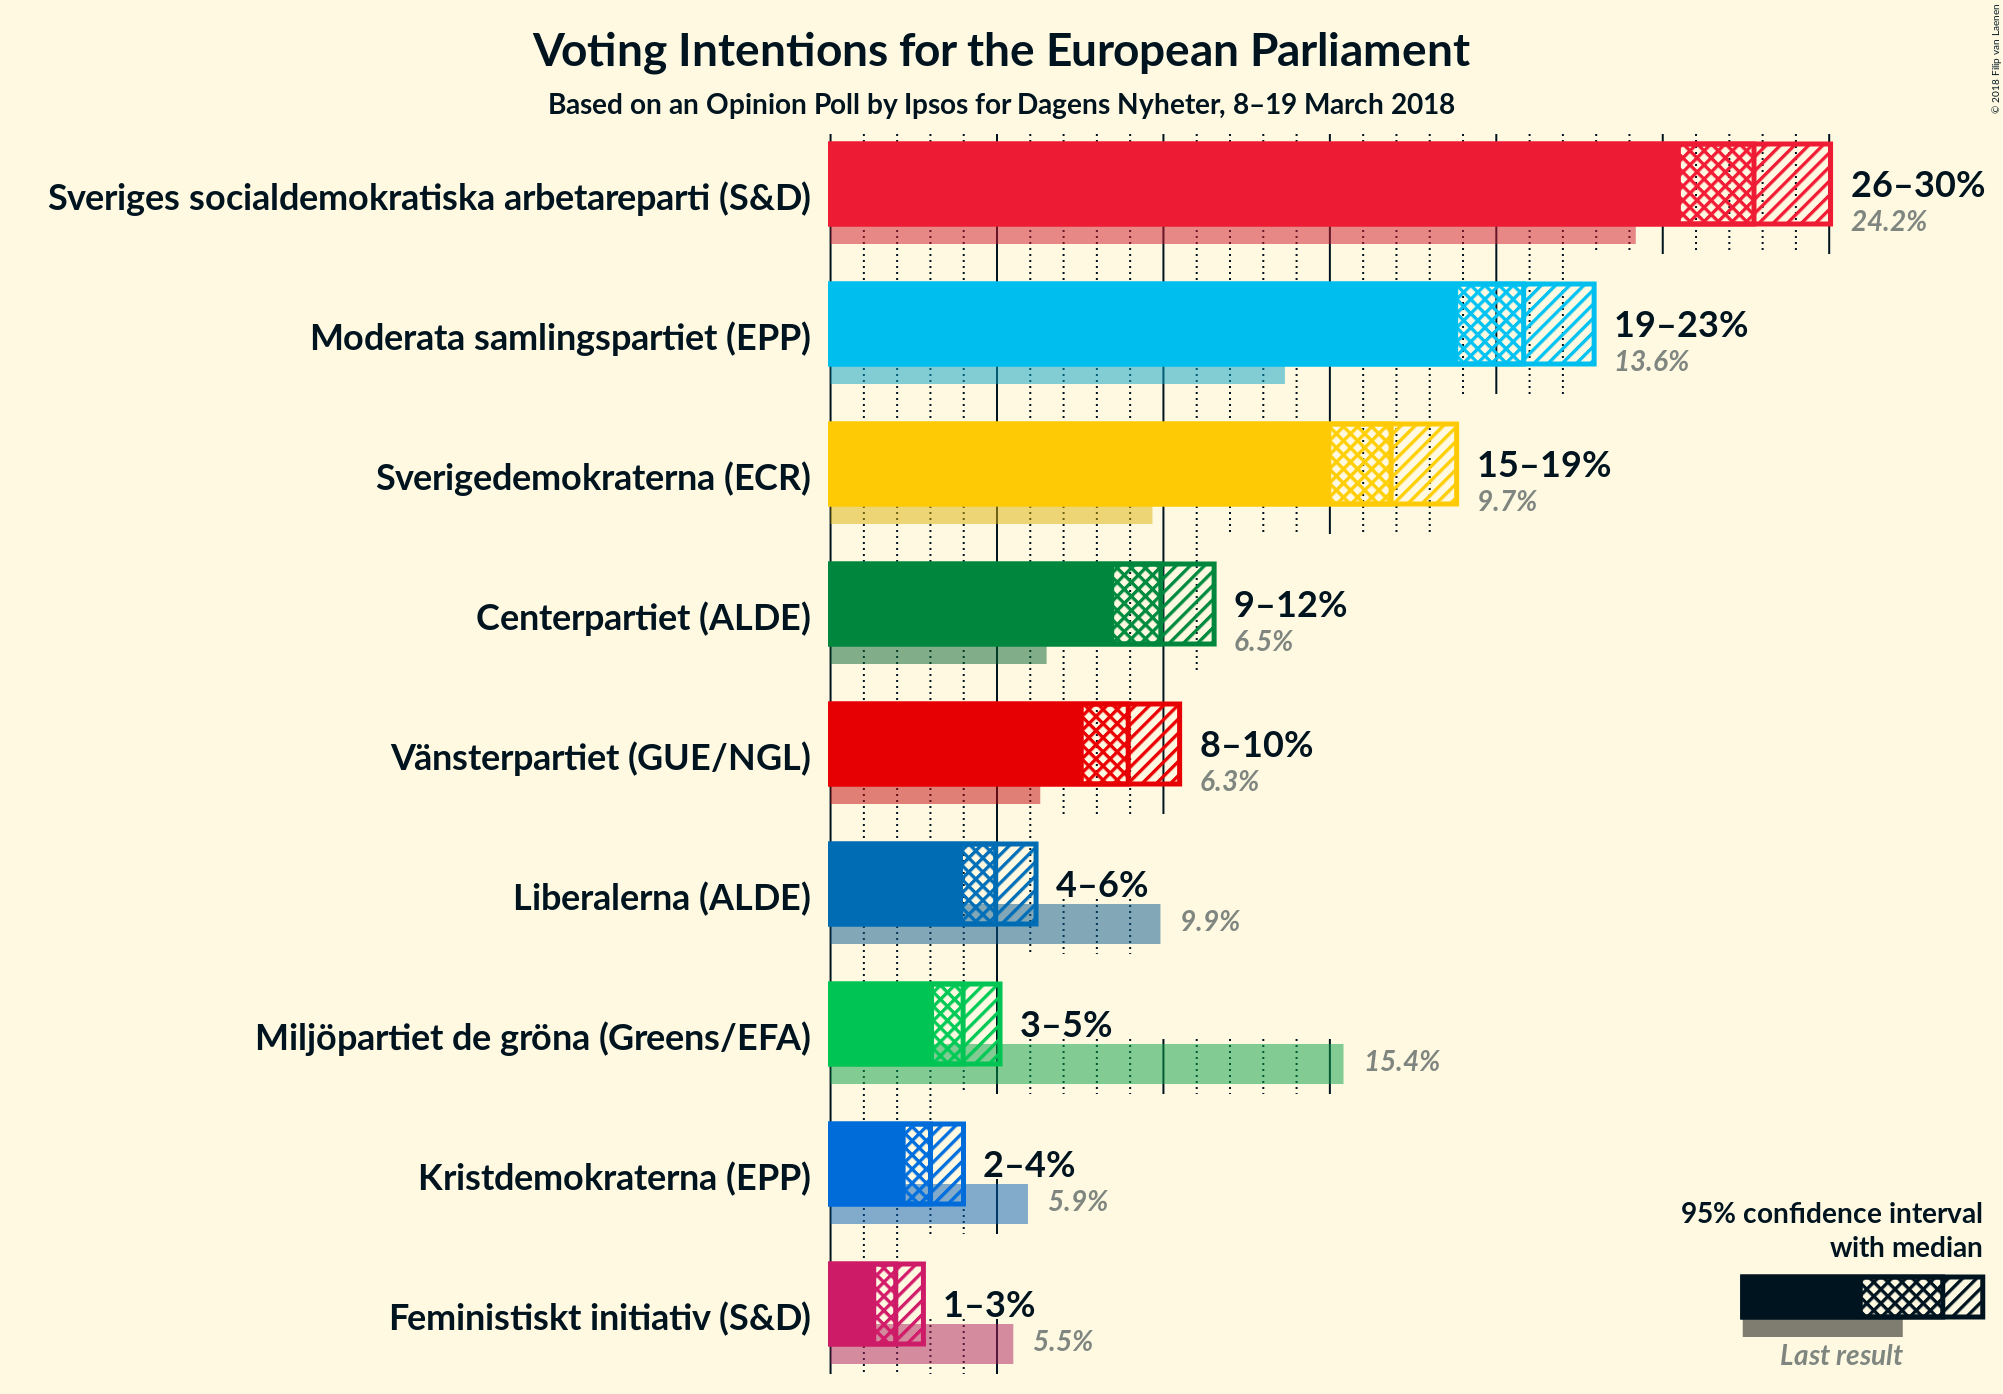 Voting Intentions for the European Parliament
Based on an Opinion Poll by Ipsos for Dagens Nyheter, 8–19 March 2018
© 2018 Filip van Laenen
Sveriges socialdemokratiska arbetareparti (S&D)
26–30%
24.2%
Moderata samlingspartiet (EPP)
19–23%
13.6%
Sverigedemokraterna (ECR)
15–19%
9.7%
Centerpartiet (ALDE)
9–12%
6.5%
Vänsterpartiet (GUE/NGL)
8–10%
6.3%
Liberalerna (ALDE)
4–6%
9.9%
Miljöpartiet de gröna (Greens/EFA)
3–5%
15.4%
Kristdemokraterna (EPP)
2–4%
5.9%
Feministiskt initiativ (S&D)
1–3%
5.5%
95% confidence interval
with median
Last result